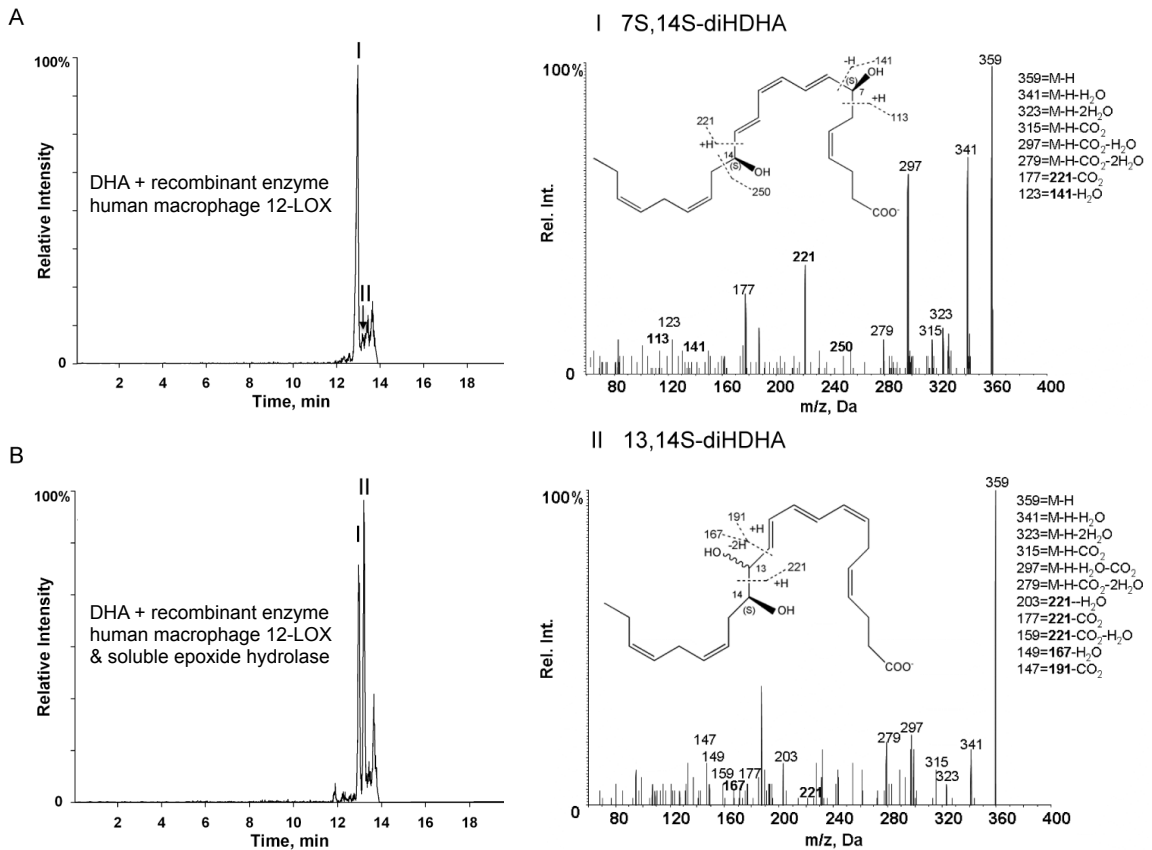 A
100%
Relative Intensity
0
I
II
DHA + recombinant enzyme
human macrophage 12-LOX
2 4 6 8 10 12 14 16 18
Time, min
I 7S,14S-diHDHA
100%
Rel. Int.
0
-H
141
(S)
OH
7
+H
113
221
+H
14
(S)
OH
250
COO-
113
123
141
177
221
250
279
297
315
323
341
359
80 120 160 200 240 280 320 360 400
m/z, Da
359=M-H
341=M-H-H2O
323=M-H-2H2O
315=M-H-CO2
297=M-H-CO2-H2O
279=M-H-CO2-2H2O
177=221-CO2
123=141-H2O
B
100%
Relative Intensity
0
I
II
DHA + recombinant enzyme
human macrophage 12-LOX
& soluble epoxide hydrolase
2 4 6 8 10 12 14 16 18
Time, min
II 13,14S-diHDHA
100%
Rel. Int.
0
191
+H
167
-2H
HO
13
221
+H
14
(S)
OH
COO-
147
149
159
167
177
203
221
279
297
315
323
341
359
80 120 160 200 240 280 320 360 400
m/z, Da
359=M-H
341=M-H-H2O
323=M-H-2H2O
315=M-H-CO2
297=M-H-H2O-CO2
279=M-H-CO2-2H2O
203=221--H2O
177=221-CO2
159=221-CO2-H2O
149=167-H2O
147=191-CO2